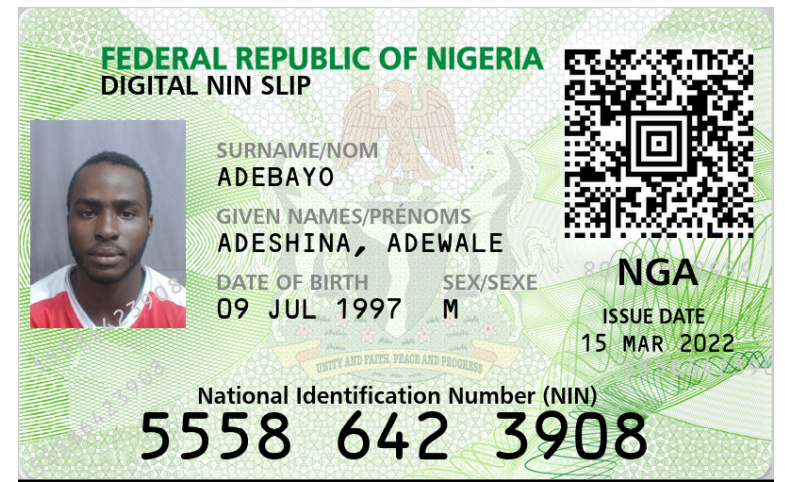 FEDERAL REPUBLIC OF NIGERIA
DIGITAL NIN SLIP
SURNAME/NOM
ADEBAYO
GIVEN NAMES/PRÉNOMS
ADESHINA, ADEWALE
DATE OF BIRTH SEX/SEXE
09 JUL 1997 M
NGA
ISSUE DATE
15 MAR 2022
UNITY AND FAITH, PEACE AND PROGRESS
National Identification Number (NIN)
5558 642 3908